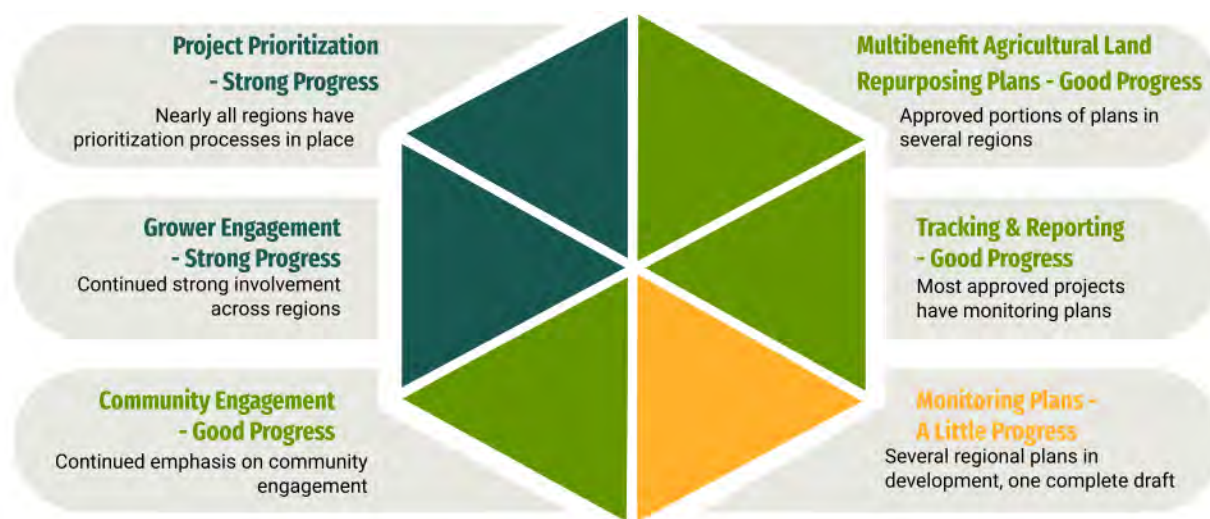 Project Prioritization
- Strong Progress
Nearly all regions have
prioritization processes in place
Grower Engagement
- Strong Progress
Continued strong involvement
across regions
Community Engagement
- Good Progress
Continued emphasis on community
engagement
Multibenefit Agricultural Land
Repurposing Plans - Good Progress
Approved portions of plans in
several regions
Tracking & Reporting
- Good Progress
Most approved projects
have monitoring plans
Monitoring Plans -
A Little Progress
Several regional plans in
development, one complete draft